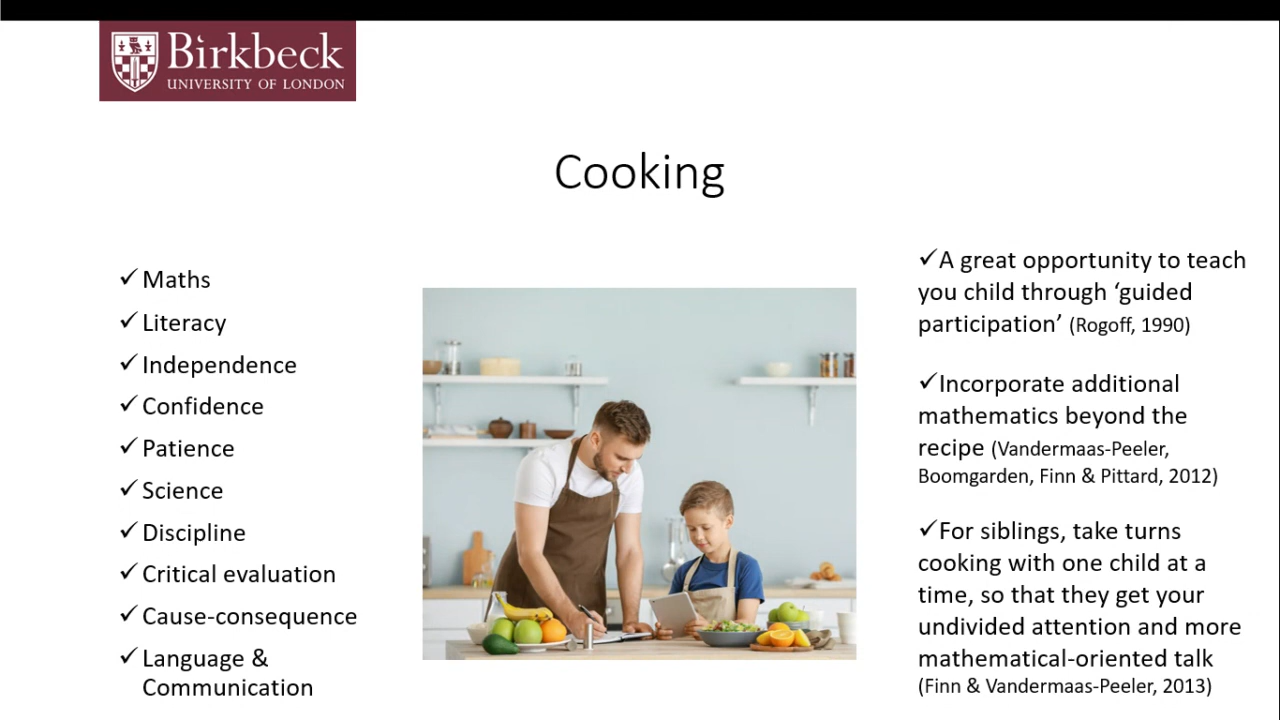 Birkbeck
UNIVERSITY OF LONDON
Cooking
✓Maths
✓Literacy
✓Independence
✓Confidence
✓Patience
✓Science
✓Discipline
✓Critical evaluation
✓Cause-consequence
✓Language &
Communication
✓A great opportunity to teach
you child through ‘guided
participation’ (Rogoff, 1990)
✓Incorporate additional
mathematics beyond the
recipe (Vandermaas-Peeler,
Boomgarden, Finn & Pittard, 2012)
✓For siblings, take turns
cooking with one child at a
time, so that they get your
undivided attention and more
mathematical-oriented talk
(Finn & Vandermaas-Peeler, 2013)